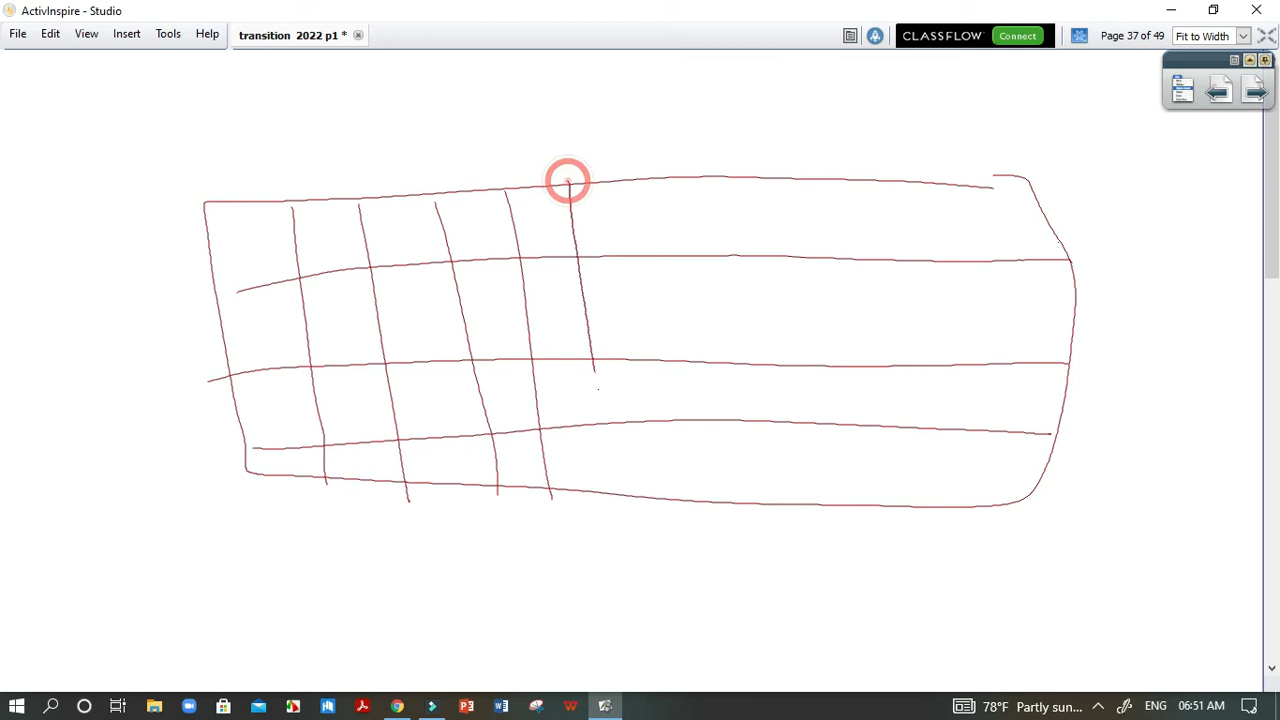 ActivInspire - Studio
File Edit View Insert Tools Help transition 2022 p1 * CLASSFLOW Connect Page 37 of 49 Fit to Width
78°F Partly sun... ENG 06:51 AM